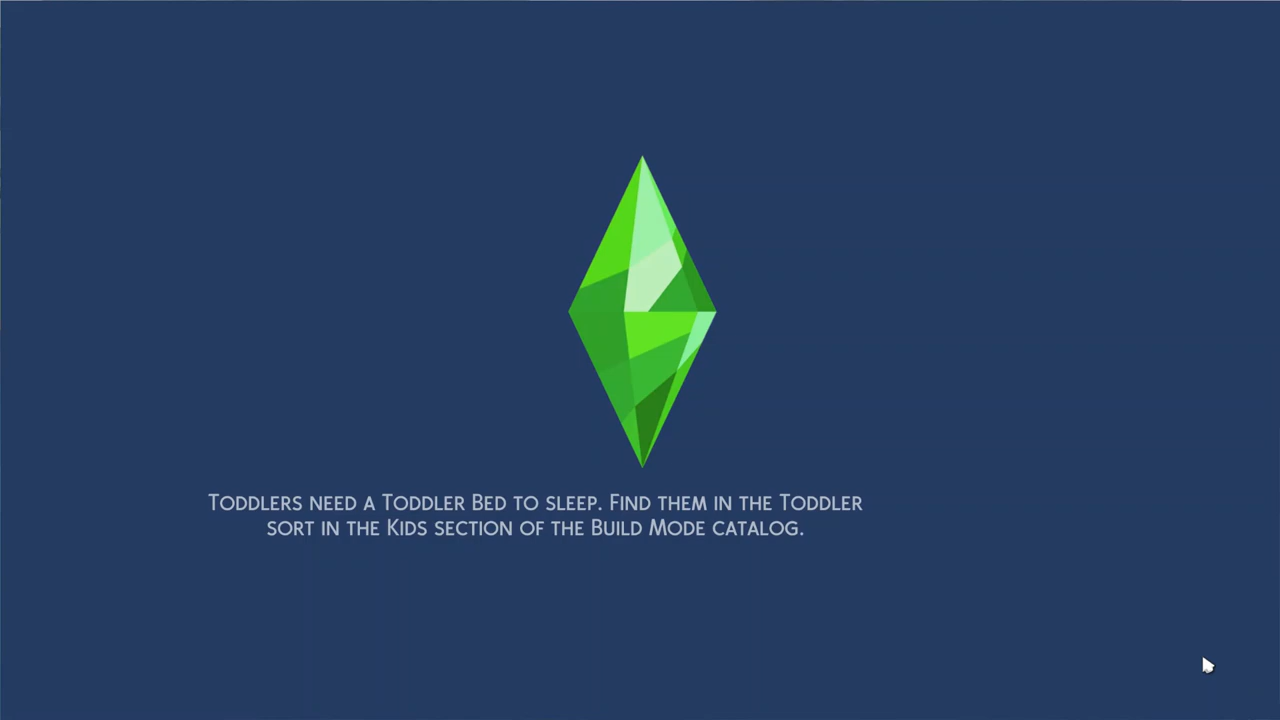 Toddlers need a Toddler Bed to sleep. Find them in the Toddler
sort in the Kids section of the Build Mode catalog.